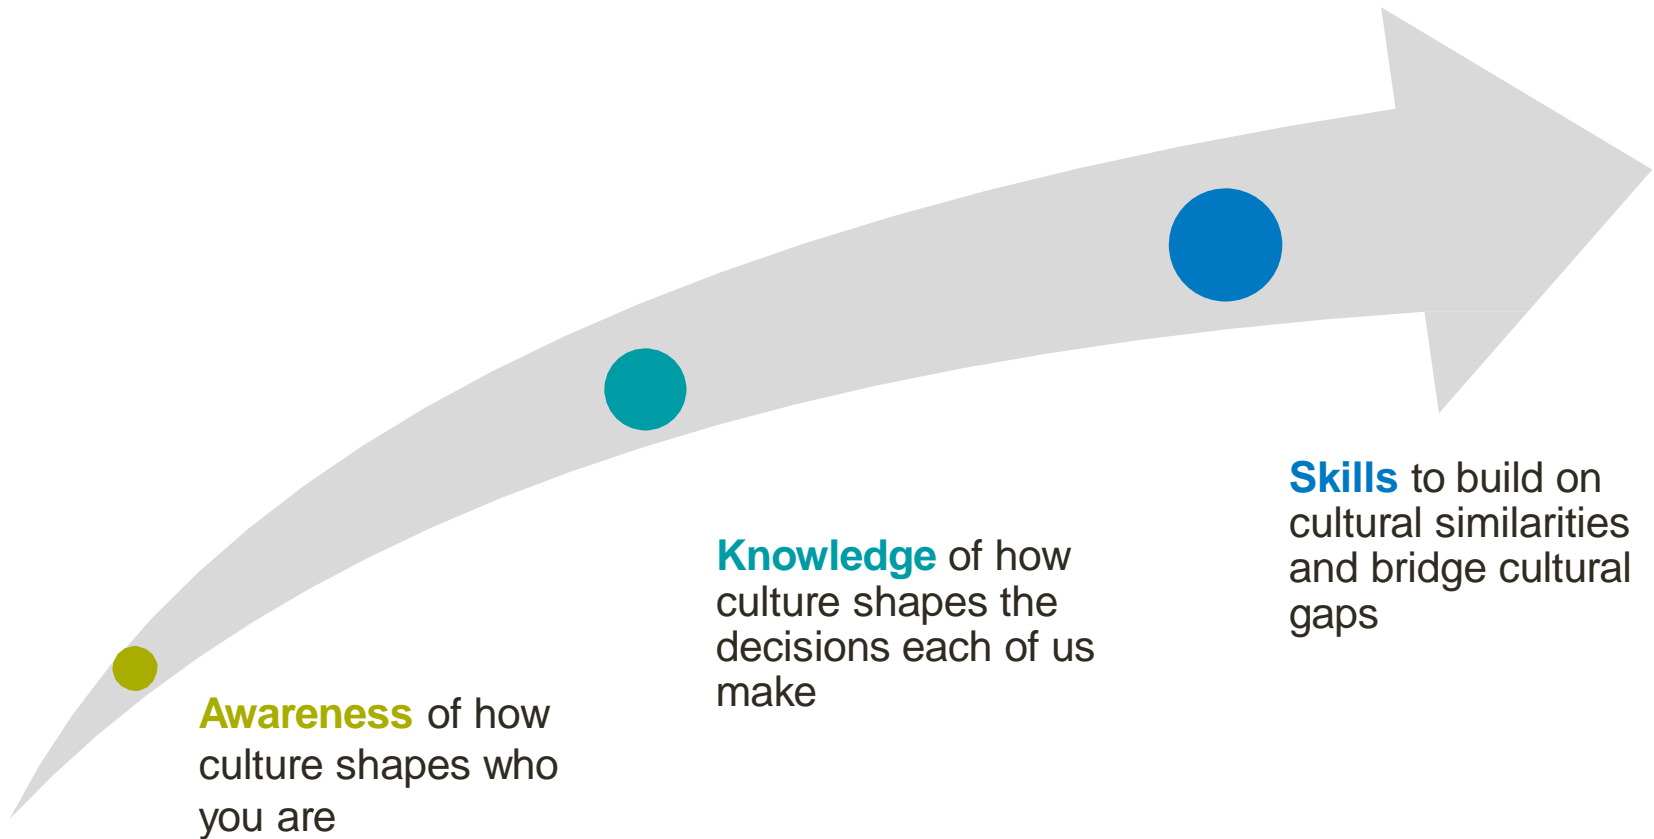 Awareness of how
culture shapes who
you are
Knowledge of how
culture shapes the
decisions each of us
make
Skills to build on
cultural similarities
and bridge cultural
gaps